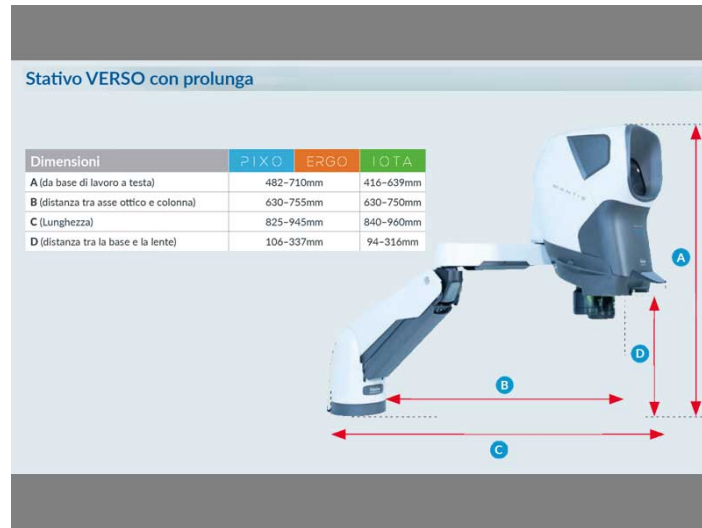 Stativo VERSO con prolunga
Dimensioni PIXO ERGO IOTA
A (da base di lavoro a testa) 482-710mm 416-639mm
B (distanza tra asse ottico e colonna) 630-755mm 630-750mm
C (Lunghezza) 825-945mm 840-960mm
D (distanza tra la base e la lente) 106-337mm 94-316mm
MANTIS
A
D
B
C